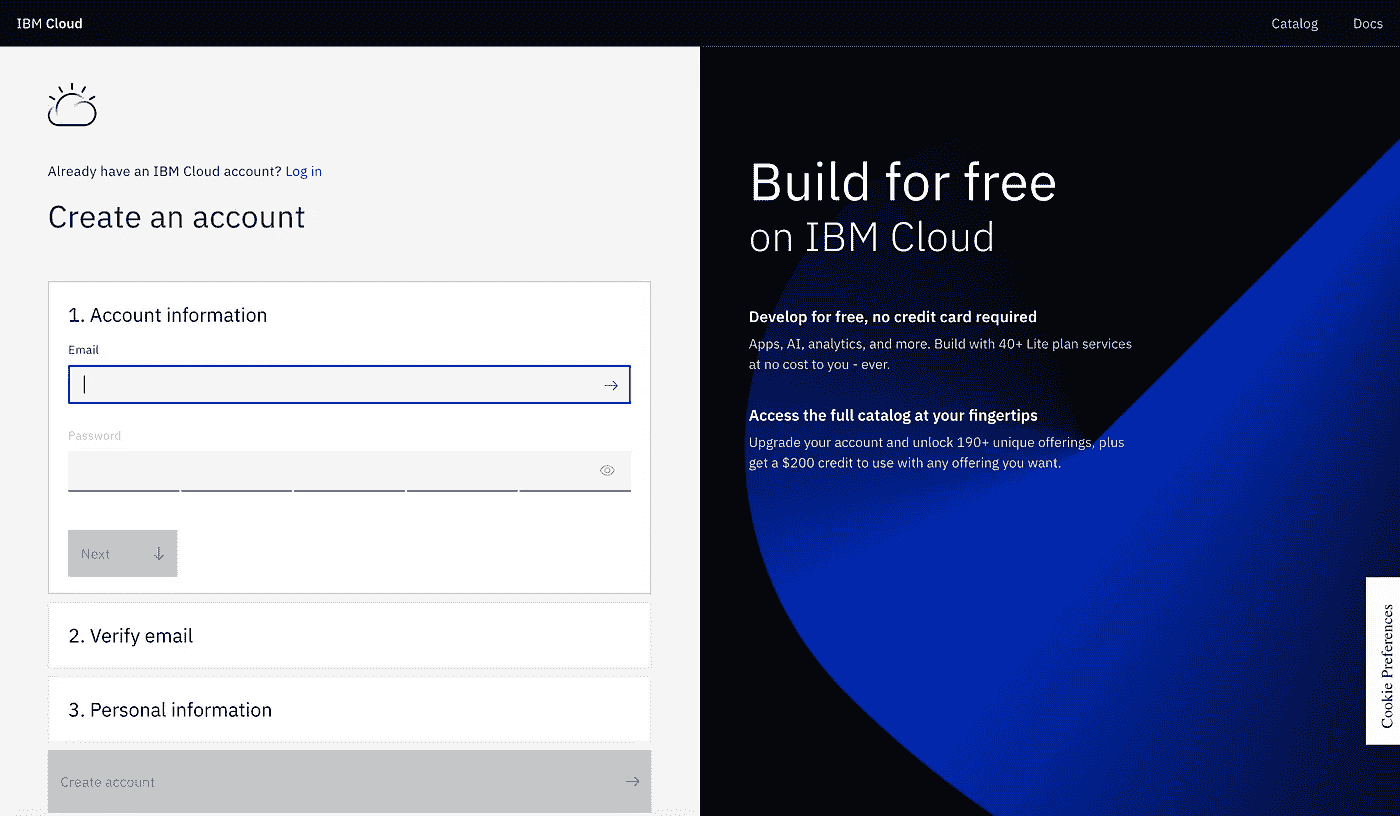 IBM Cloud
Catalog
Docs
Already have an IBM Cloud account? Log in
Create an account
1. Account information
Email
Password
Next
2. Verify email
3. Personal information
Create account
Build for free
on IBM Cloud
Develop for free, no credit card required
Apps, AI, analytics, and more. Build with 40+ Lite plan services
at no cost to you - ever.
Access the full catalog at your fingertips
Upgrade your account and unlock 190+ unique offerings, plus
get a $200 credit to use with any offering you want.
Cookie Preferences